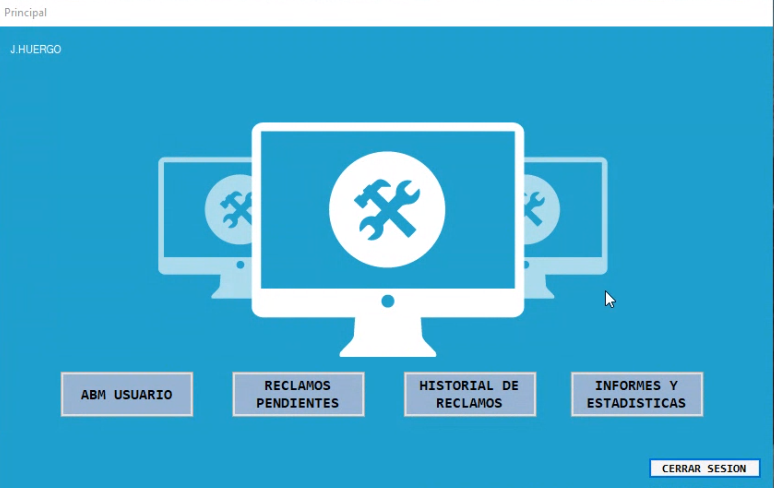 Principal
J.HUERGO
ABM USUARIO
RECLAMOS
PENDIENTES
HISTORIAL DE
RECLAMOS
INFORMES Y
ESTADISTICAS
CERRAR SESION